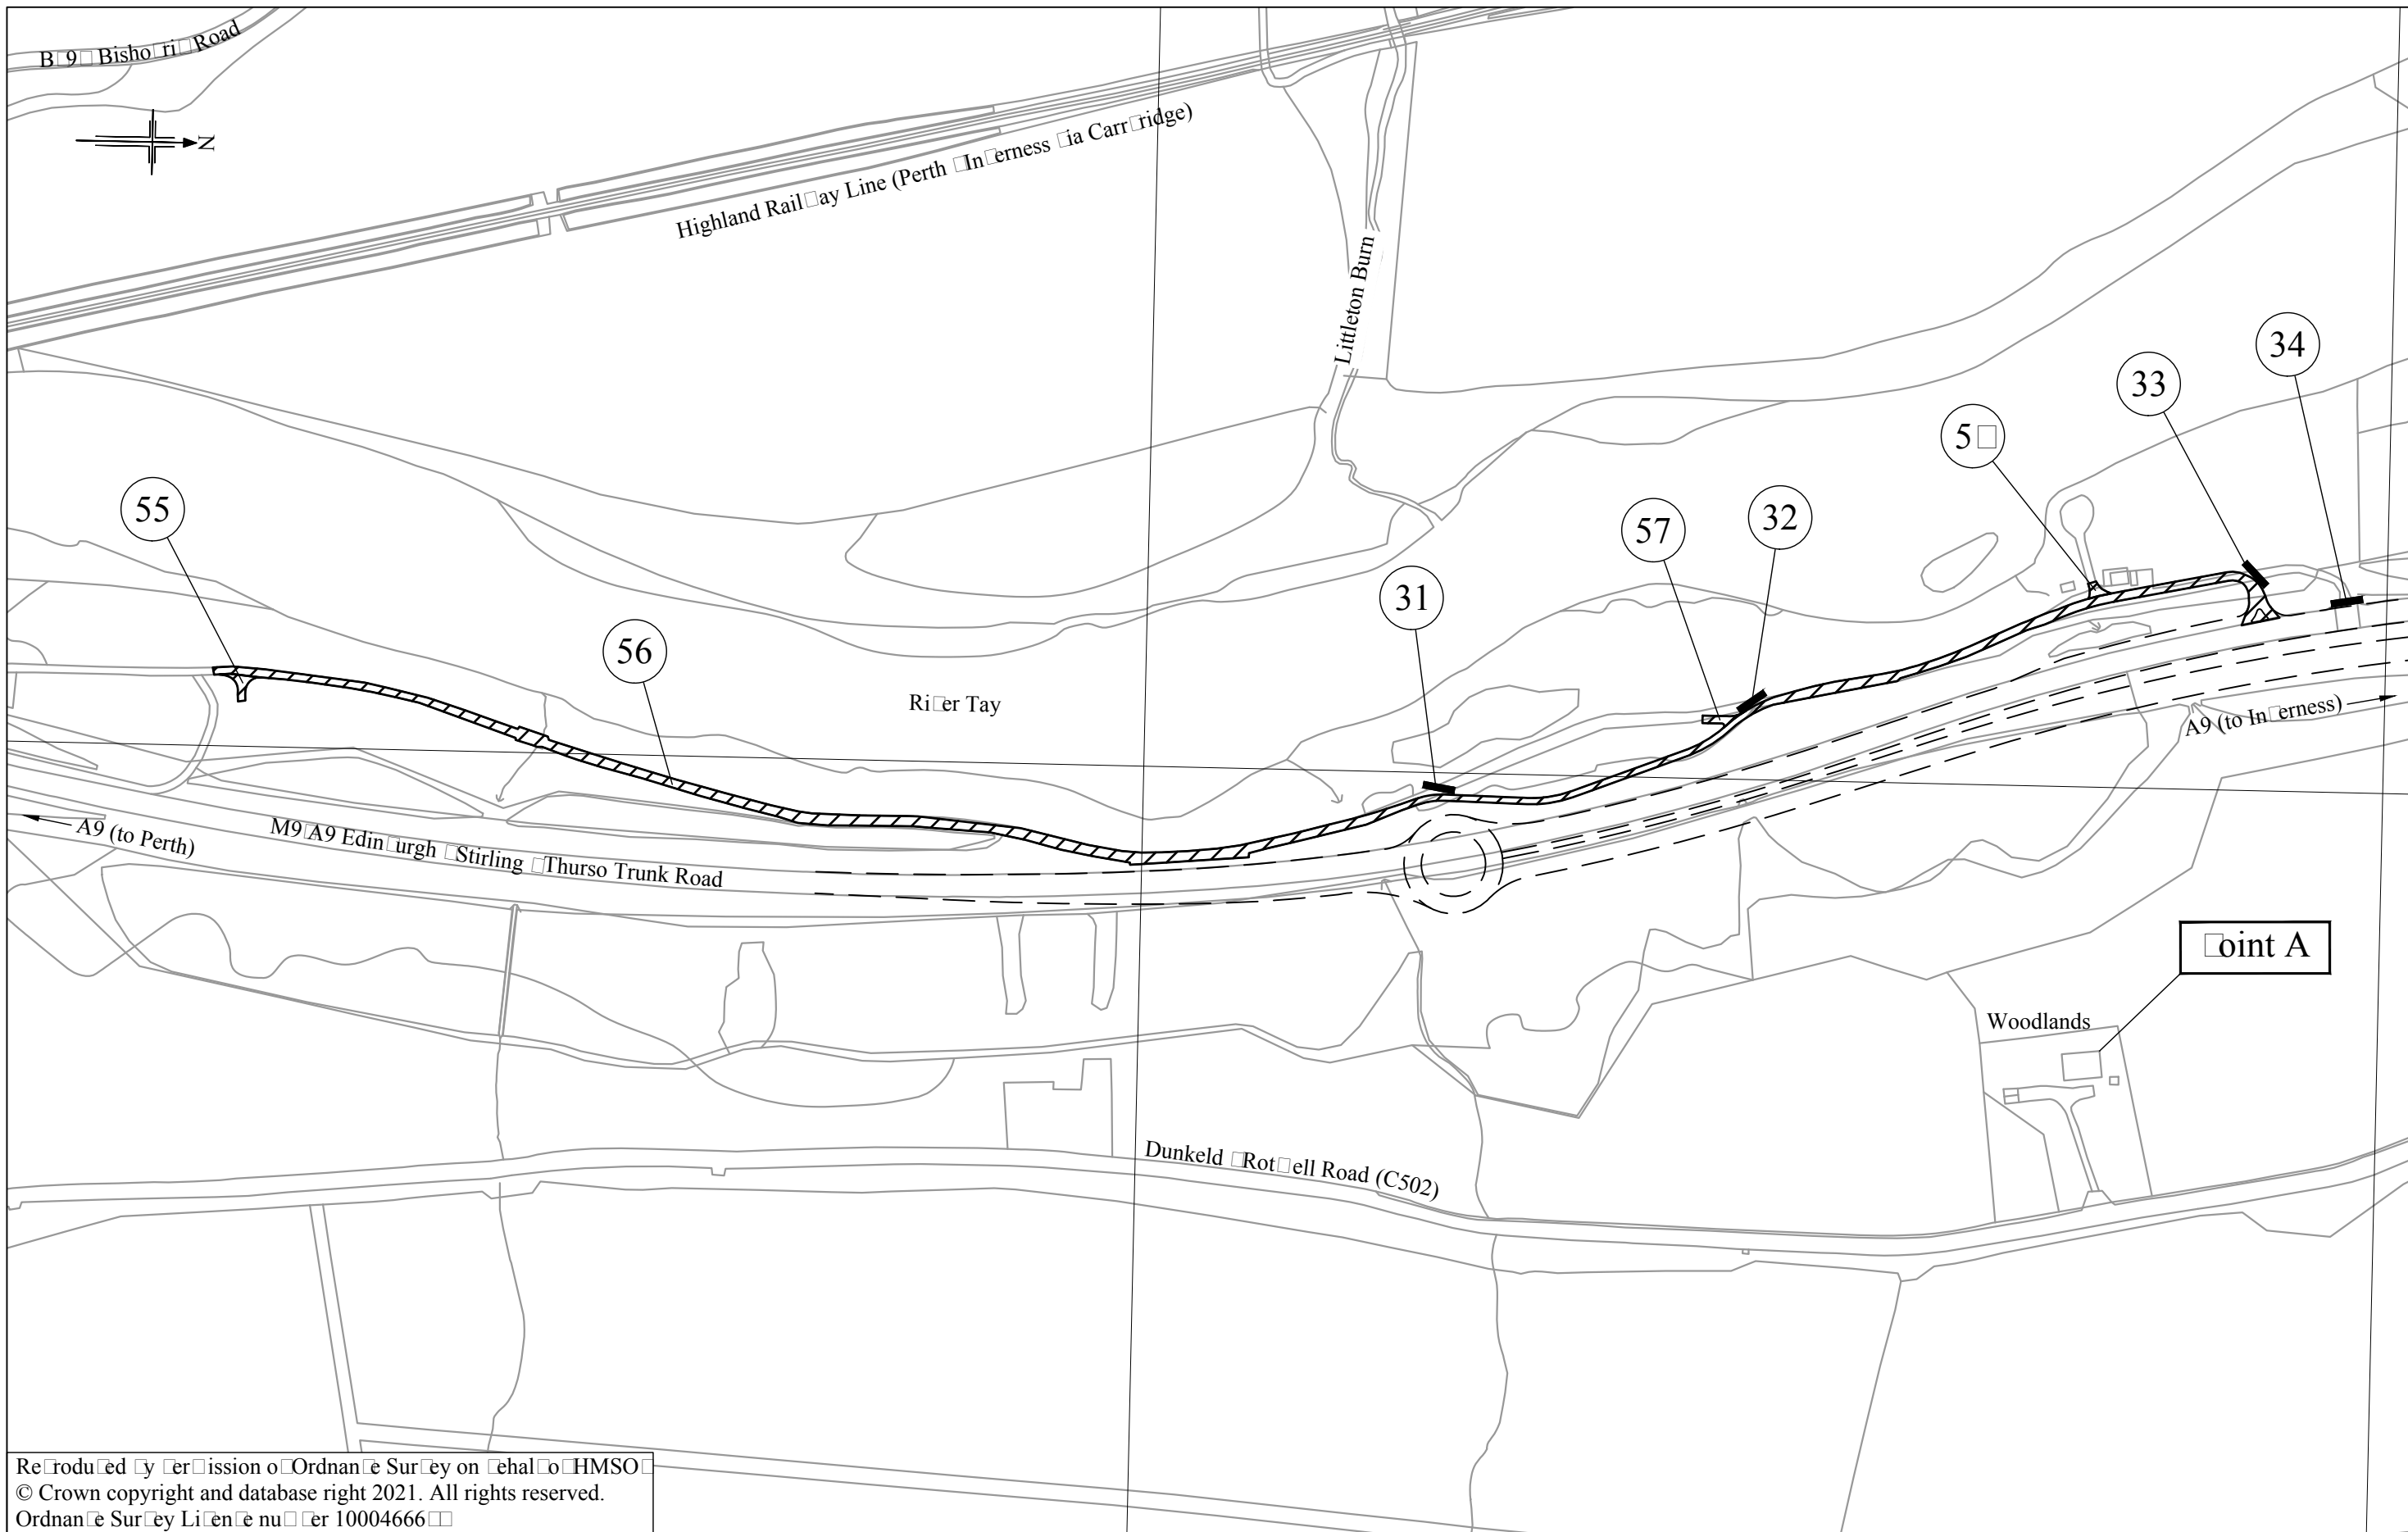 B□9□ Bisho□ri□ Road
N
Highland Rail□ay Line (Perth □In□erness □ia Carr□ridge)
Littleton Burn
34
33
5□
55
32
57
31
56
Ri□er Tay
A9 (to In□erness)
A9 (to Perth)
M9□A9 Edin□urgh □Stirling □Thurso Trunk Road
□oint A
Woodlands
Dunkeld □Rot□ell Road (C502)
Re□rodu□ed □y □er□ission o□Ordnan□e Sur□ey on □ehal□o□HMSO□
© Crown copyright and database right 2021. All rights reserved.
Ordnan□e Sur□ey Li□en□e nu□□er 10004666□□